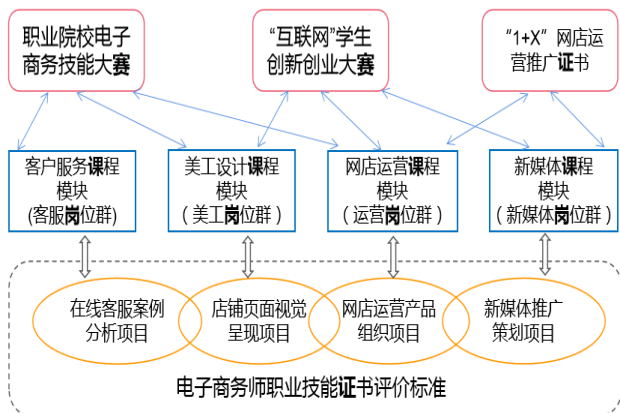 职业院校电子
商务技能大赛
“互联网”学生
创新创业大赛
“1+X”网店运
营推广证书
客户服务课程
模块
(客服岗位群)
美工设计课程
模块
（美工岗位群）
网店运营课程
模块
（运营岗位群）
新媒体课程
模块
（新媒体岗位群）
在线客服案例
分析项目
店铺页面视觉
呈现项目
网店运营产品
组织项目
新媒体推广
策划项目
电子商务师职业技能证书评价标准